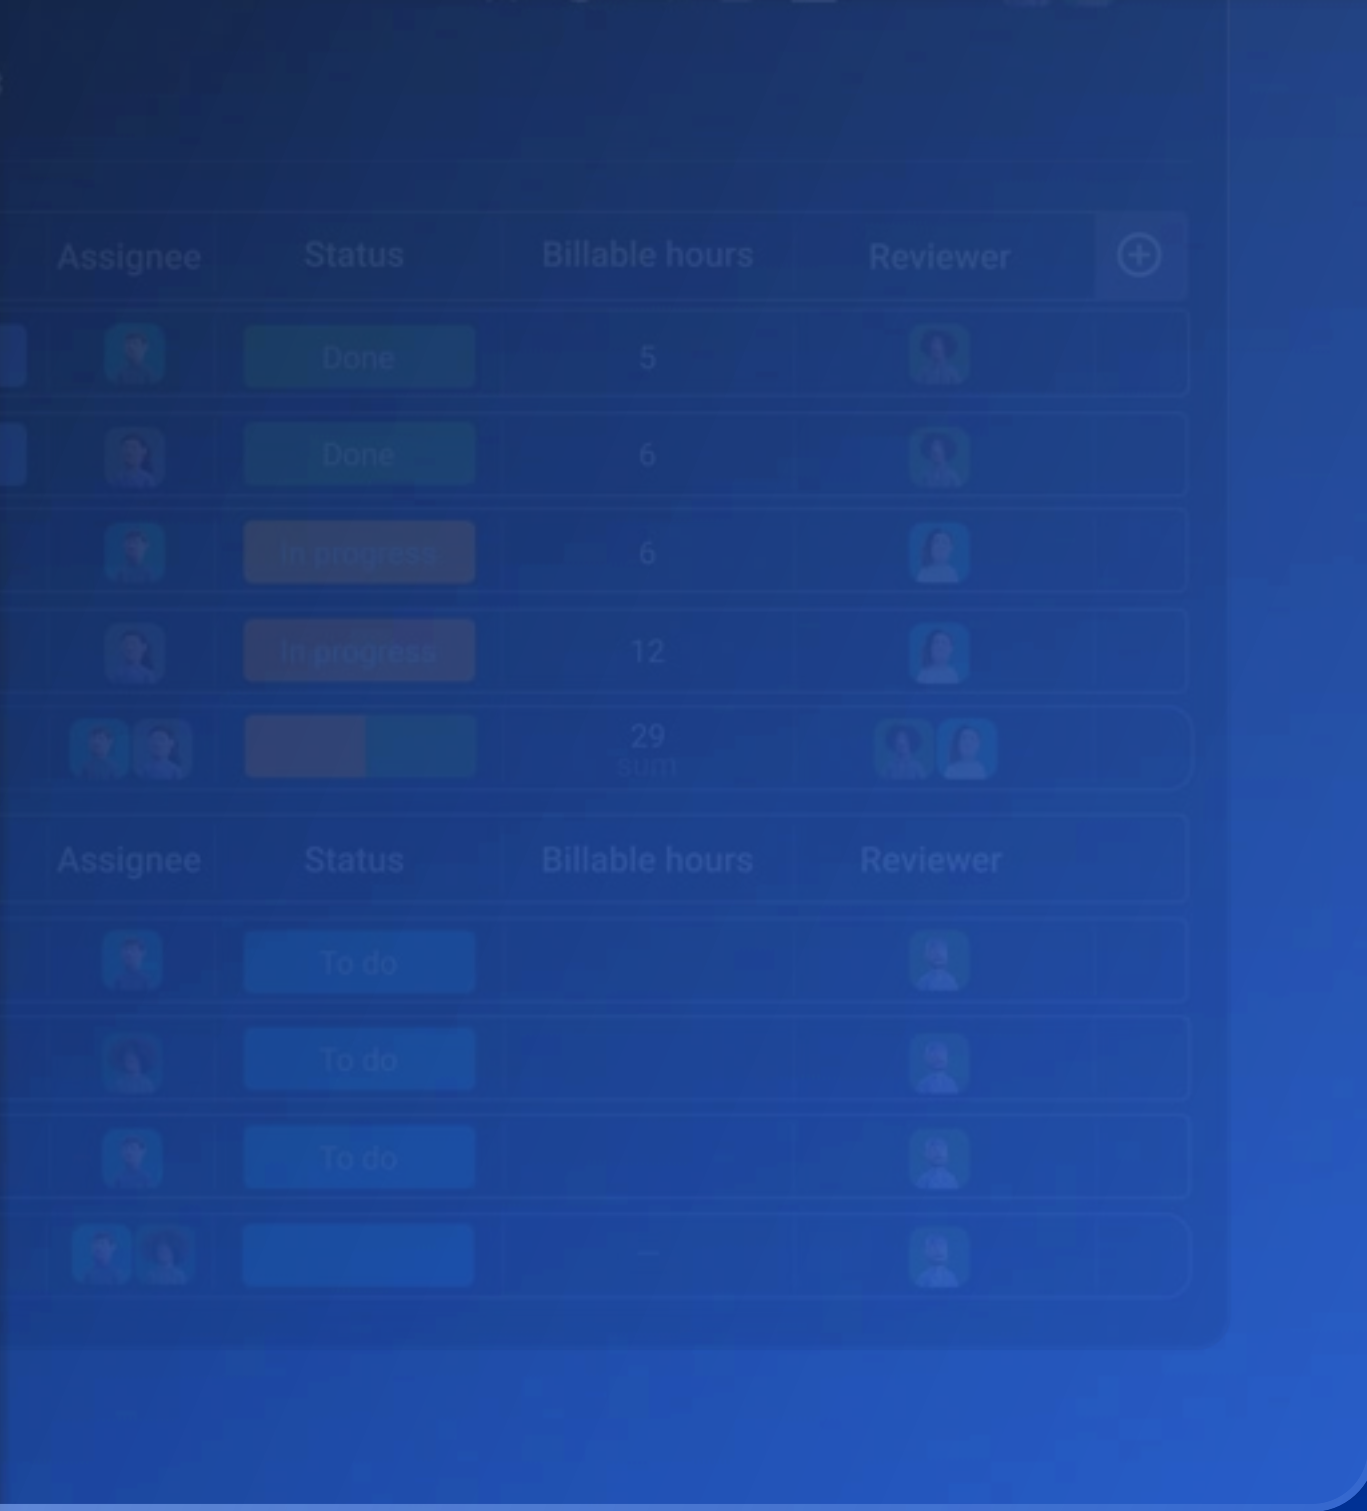 Assignee Status Billable hours Reviewer
Done 5
Done 6
In progress 6
In progress 12
29
sum
Assignee Status Billable hours Reviewer
To do
To do
To do
–